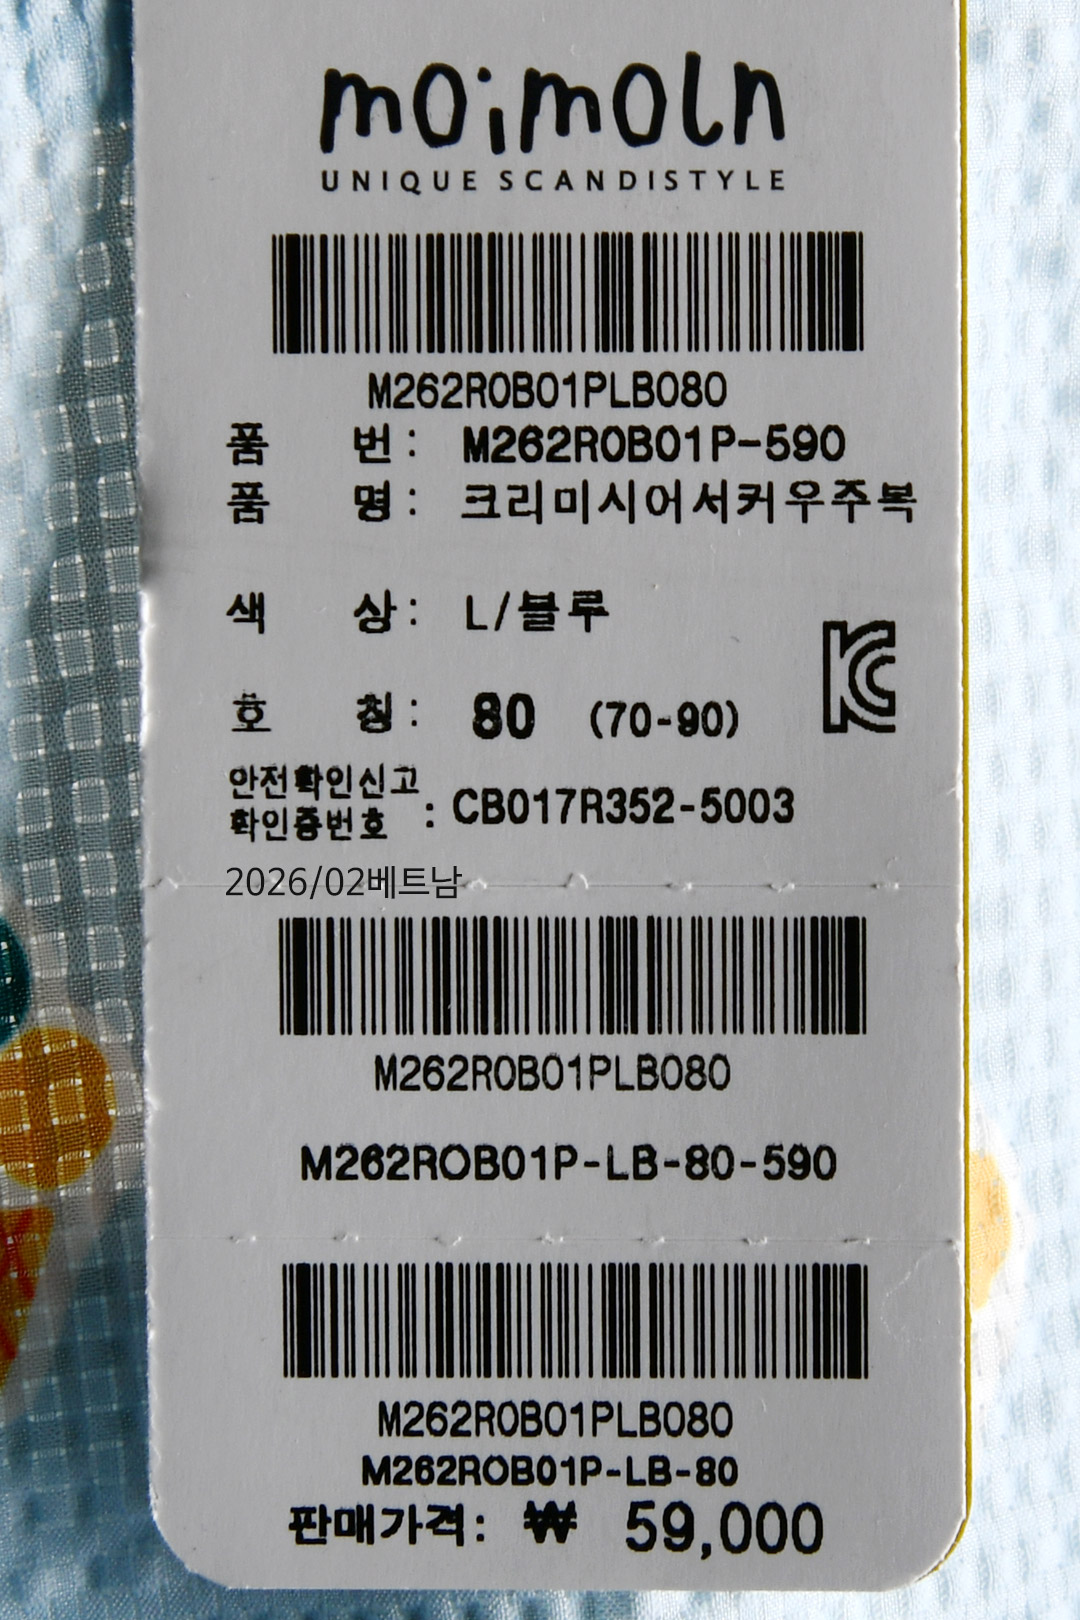 moimoln
UNIQUE SCANDISTYLE
M262R0B01PLB080
품 번 : M262R0B01P-590
품 명 : 크리미시어서커우주복
색 상 : L/블루
호 칭 : 80 (70-90)
안전확인신고
확인증번호 : CB017R352-5003
2026/02베트남
M262R0B01PLB080
M262ROB01P-LB-80-590
M262R0B01PLB080
M262ROB01P-LB-80
판매가격: ₩ 59,000